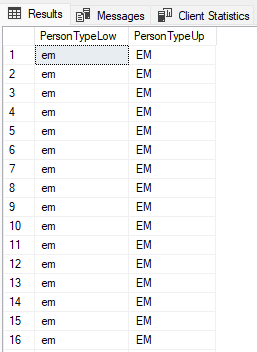 Results Messages Client Statistics
PersonTypeLow PersonTypeUp
1 em EM
2 em EM
3 em EM
4 em EM
5 em EM
6 em EM
7 em EM
8 em EM
9 em EM
10 em EM
11 em EM
12 em EM
13 em EM
14 em EM
15 em EM
16 em EM